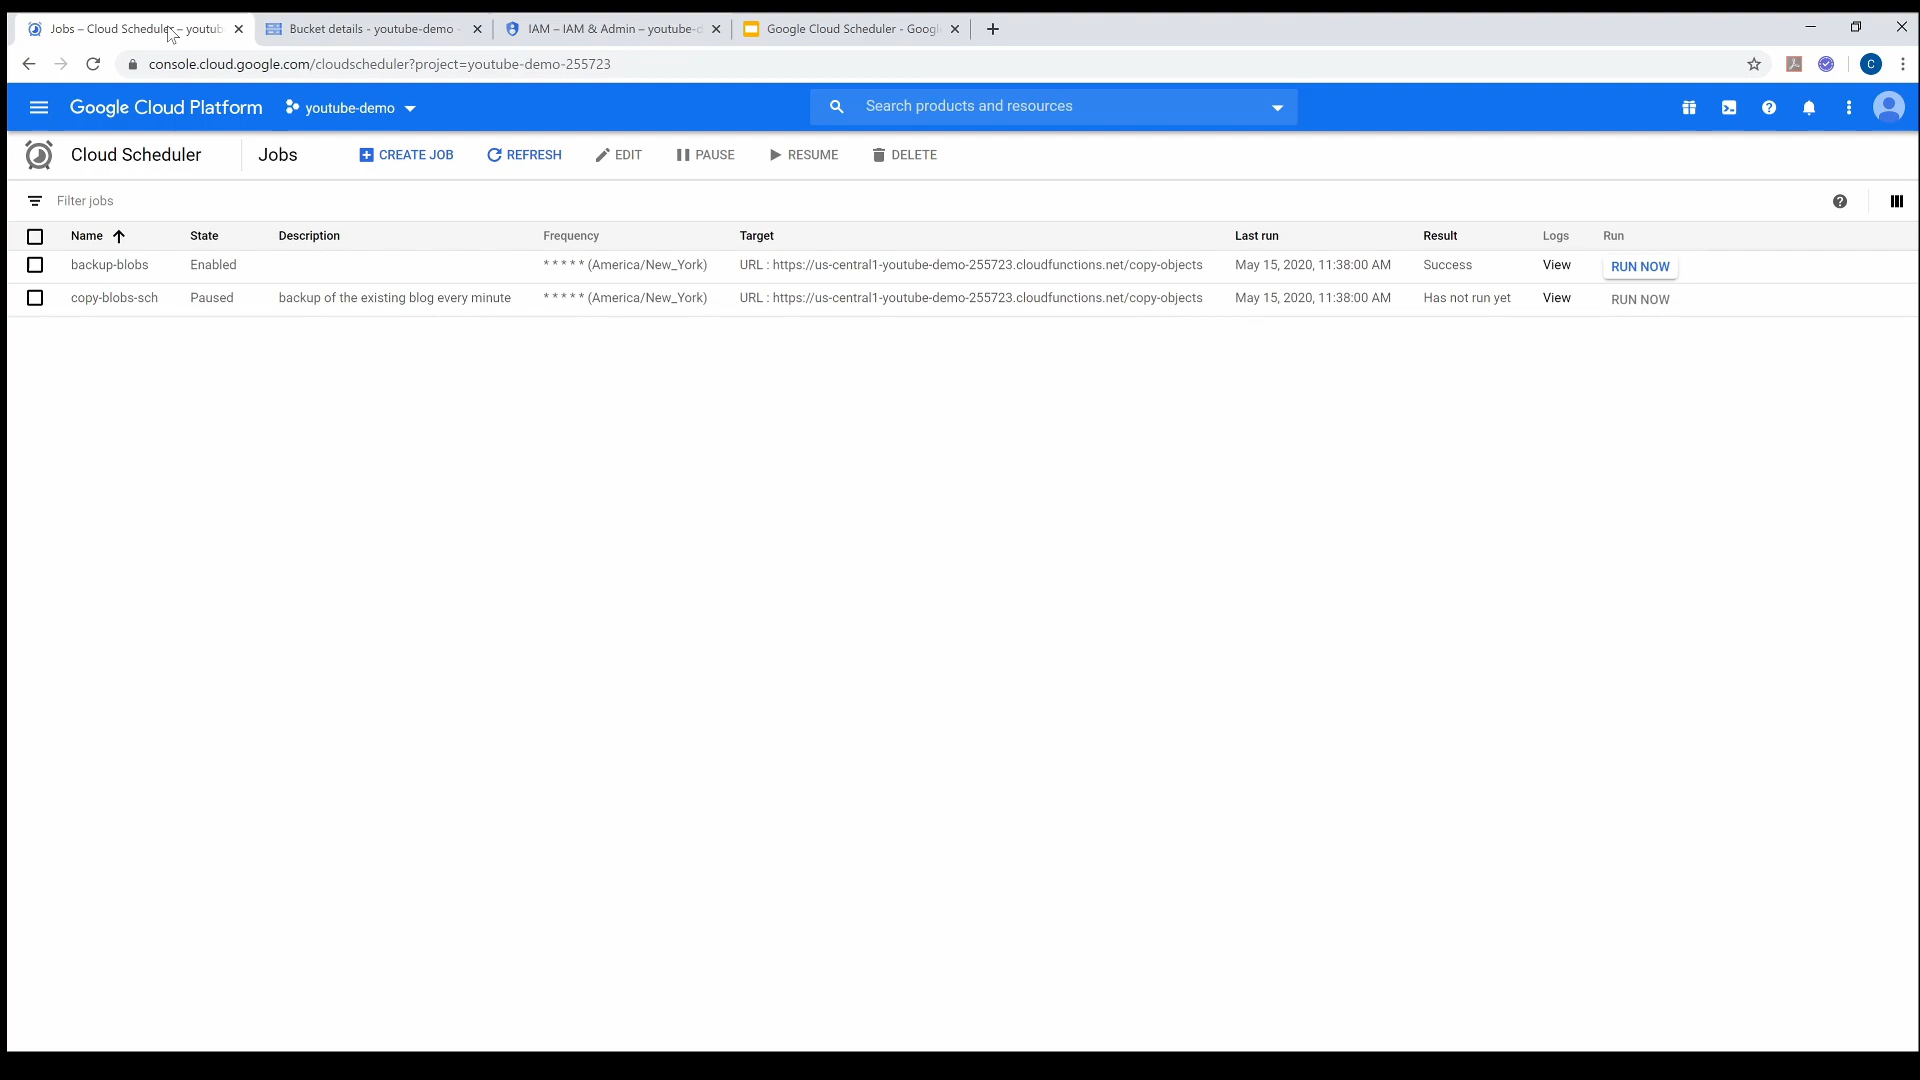 Jobs – Cloud Scheduler – youtub
Bucket details - youtube-demo -
IAM – IAM & Admin – youtube-d
Google Cloud Scheduler - Googl
console.cloud.google.com/cloudscheduler?project=youtube-demo-255723
C
Google Cloud Platform
youtube-demo
Search products and resources
Cloud Scheduler
Jobs
CREATE JOB
REFRESH
EDIT
PAUSE
RESUME
DELETE
Filter jobs
Name State Description Frequency Target Last run Result Logs Run
backup-blobs Enabled * * * * * (America/New_York) URL : https://us-central1-youtube-demo-255723.cloudfunctions.net/copy-objects May 15, 2020, 11:38:00 AM Success View RUN NOW
copy-blobs-sch Paused backup of the existing blog every minute * * * * * (America/New_York) URL : https://us-central1-youtube-demo-255723.cloudfunctions.net/copy-objects May 15, 2020, 11:38:00 AM Has not run yet View RUN NOW